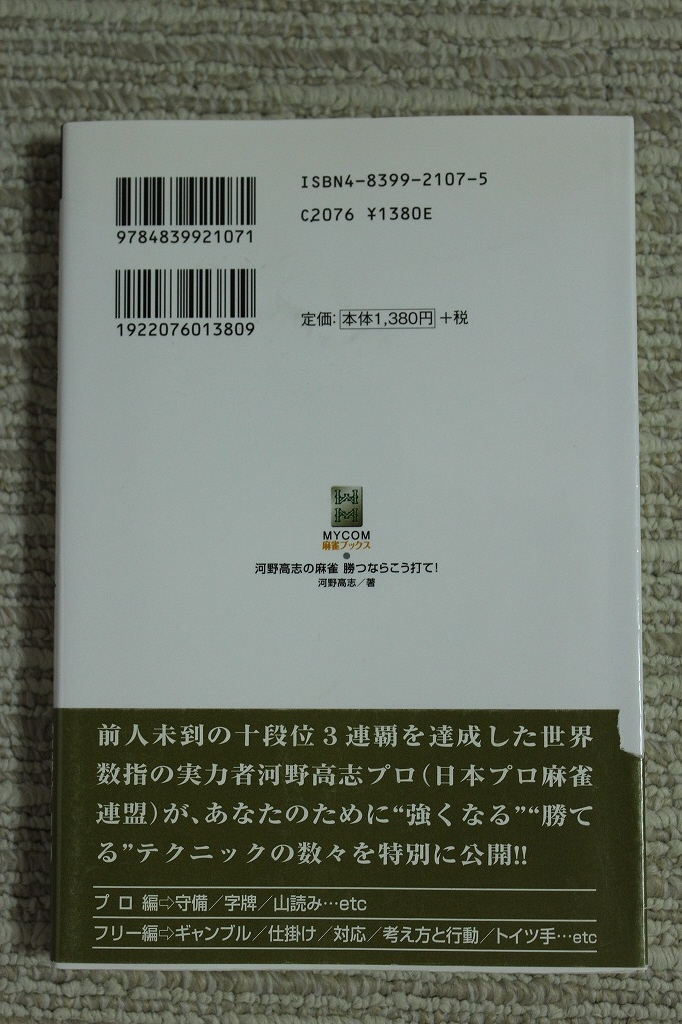 ISBN4-8399-2107-5
9784839921071
C2076 ¥1380E
1922076013809
定価:本体1,380円+税
MYCOM
麻雀ブックス
河野高志の麻雀 勝つならこう打て!
河野高志/著
前人未到の十段位3連覇を達成した世界
数指の実力者河野高志プロ(日本プロ麻雀
連盟)が、あなたのために“強くなる”“勝て
る”テクニックの数々を特別に公開!!
プロ編⇨守備/字牌/山読み…etc
フリー編⇨ギャンブル/仕掛け/対応/考え方と行動/トイツ手…etc